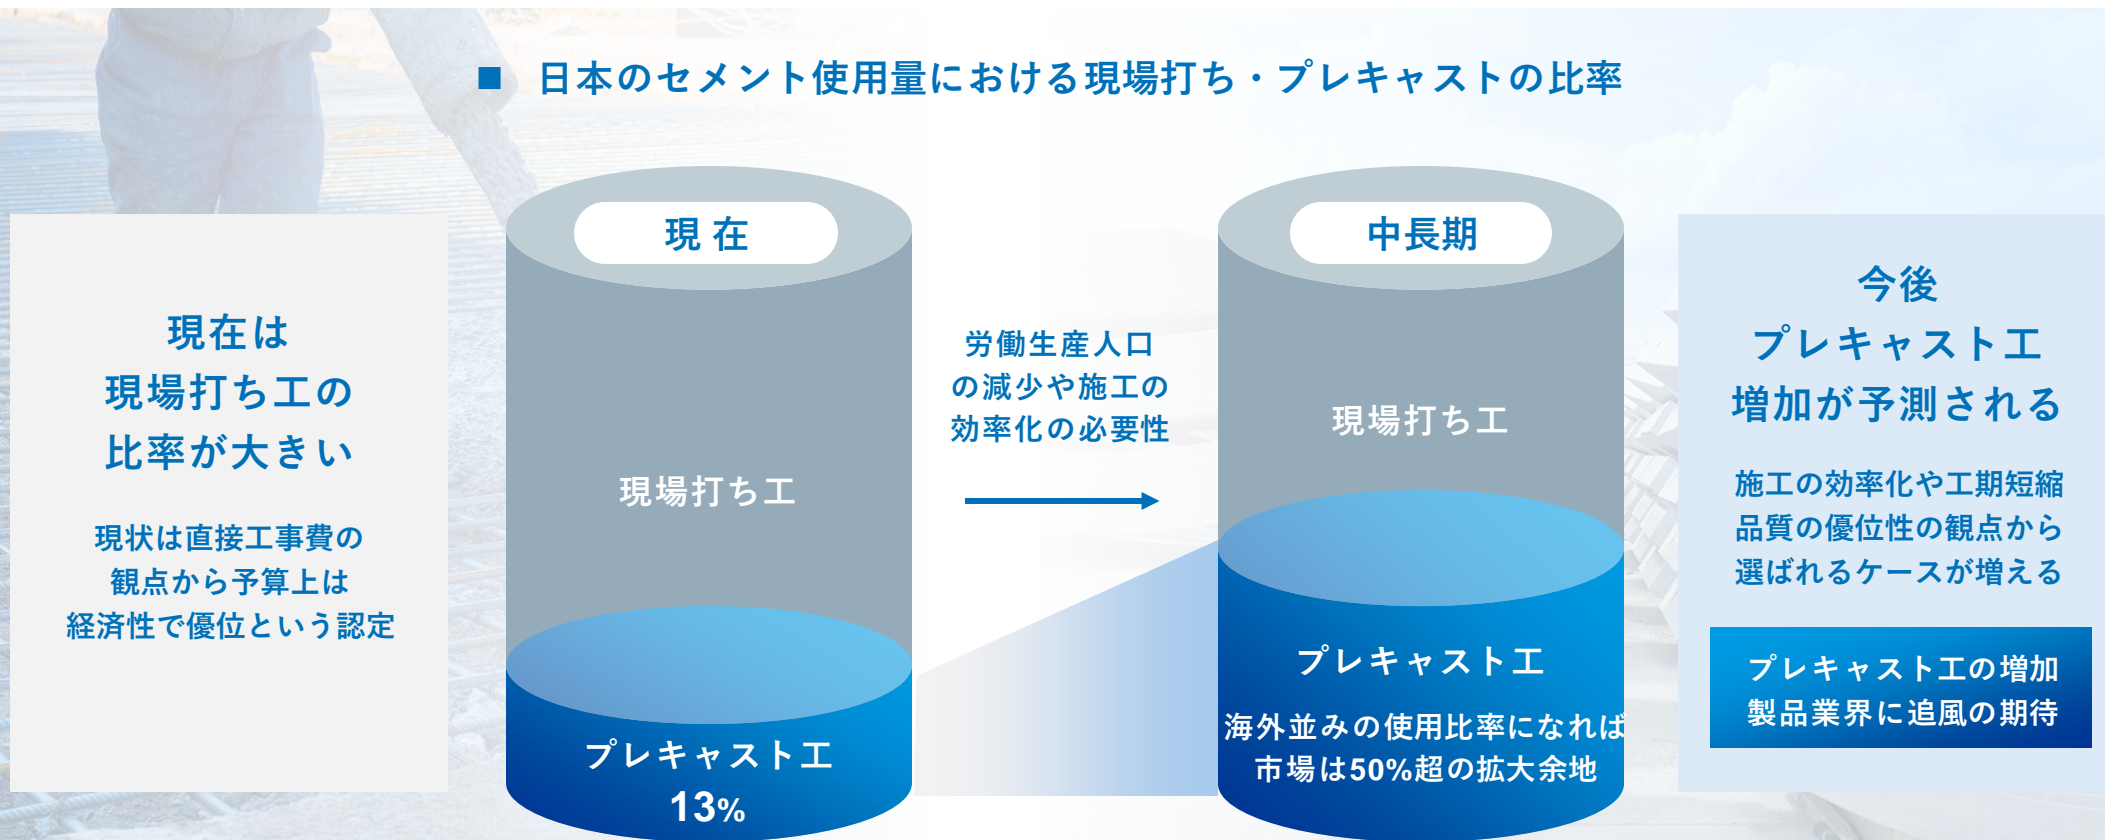 ■ 日本のセメント使用量における現場打ち・プレキャストの比率
現在は
現場打ち工の
比率が大きい
現状は直接工事費の
観点から予算上は
経済性で優位という認定
現 在
現場打ち工
プレキャスト工
13%
労働生産人口
の減少や施工の
効率化の必要性
中長期
現場打ち工
プレキャスト工
海外並みの使用比率になれば
市場は50%超の拡大余地
今後
プレキャスト工
増加が予測される
施工の効率化や工期短縮
品質の優位性の観点から
選ばれるケースが増える
プレキャスト工の増加
製品業界に追風の期待